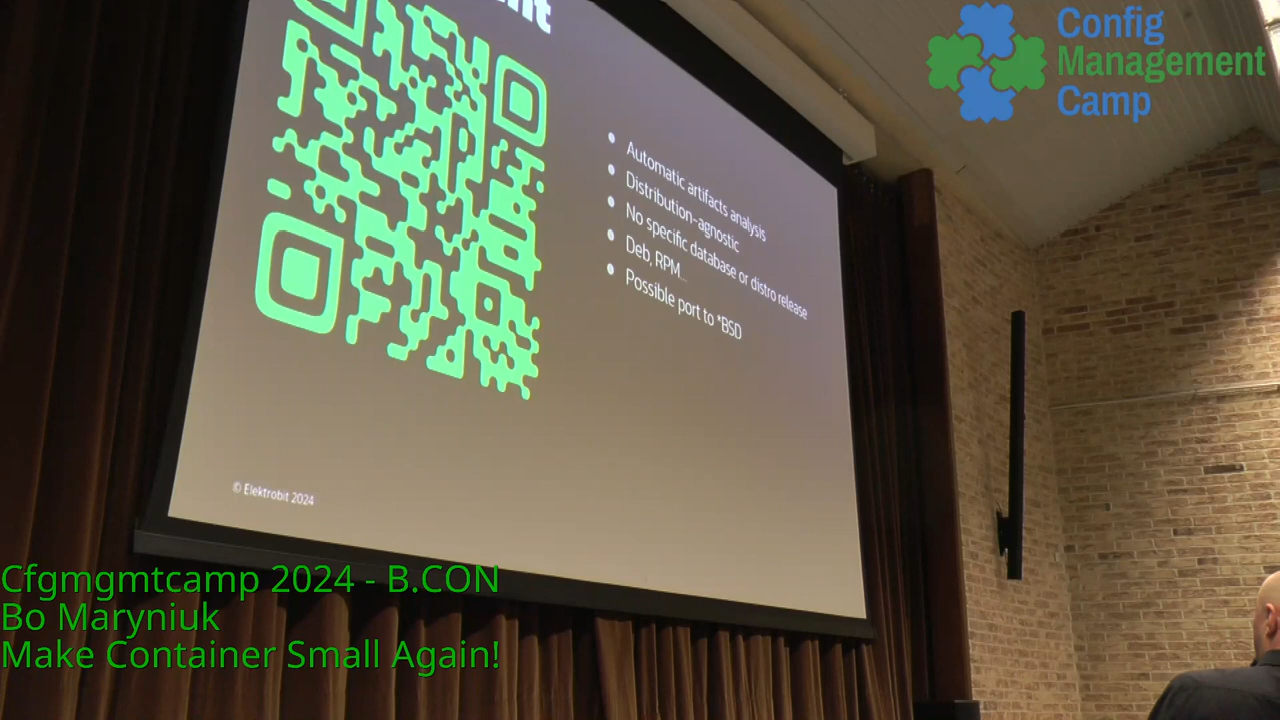 Config
Management
Camp
Automatic artifacts analysis
Distribution-agnostic
No specific database or distro release
Deb, RPM...
Possible port to *BSD
© Elektrobit 2024
Cfgmgmtcamp 2024 - B.CON
Bo Maryniuk
Make Container Small Again!